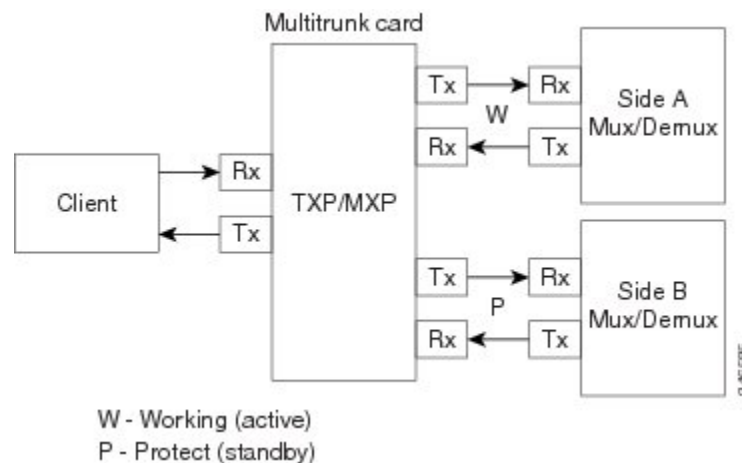 Multitrunk card
Tx
Rx
W
Side A
Mux/Demux
Rx
Tx
Client
Rx
Tx
TXP/MXP
Tx
Rx
P
Side B
Mux/Demux
Rx
Tx
W - Working (active)
P - Protect (standby)